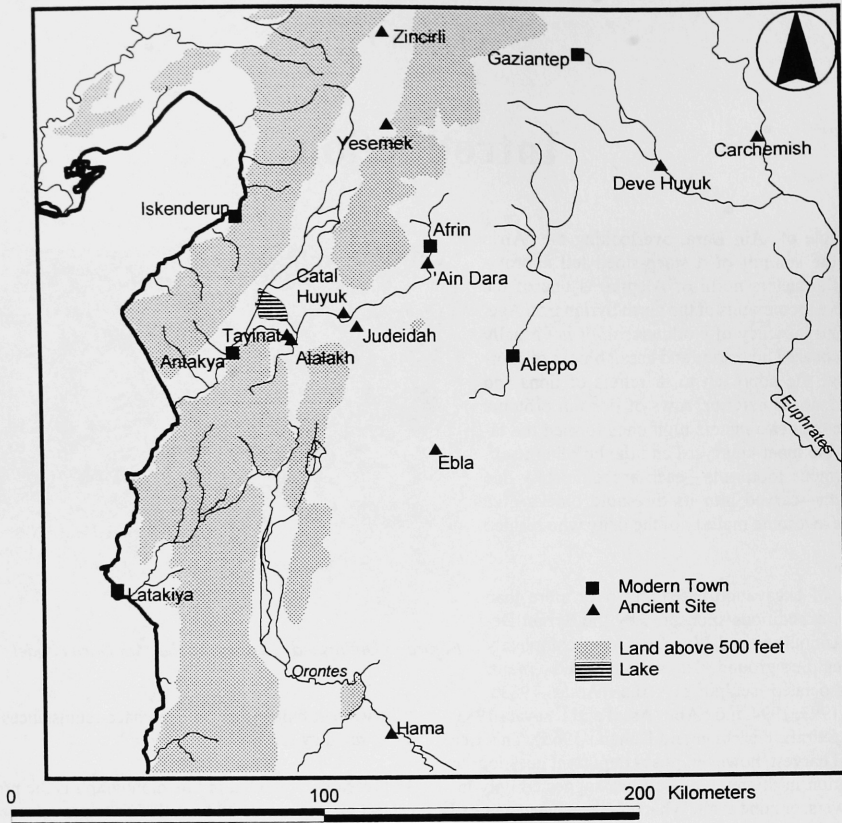 Zincirli
Gaziantep
Yesemek
Carchemish
Deve Huyuk
Iskenderun
Afrin
'Ain Dara
Catal
Huyuk
Tayinat
Judeidah
Antakya
Alalakh
Aleppo
Euphrates
Ebla
Modern Town
Ancient Site
Latakiya
Land above 500 feet
Lake
Orontes
Hama
0 100 200 Kilometers